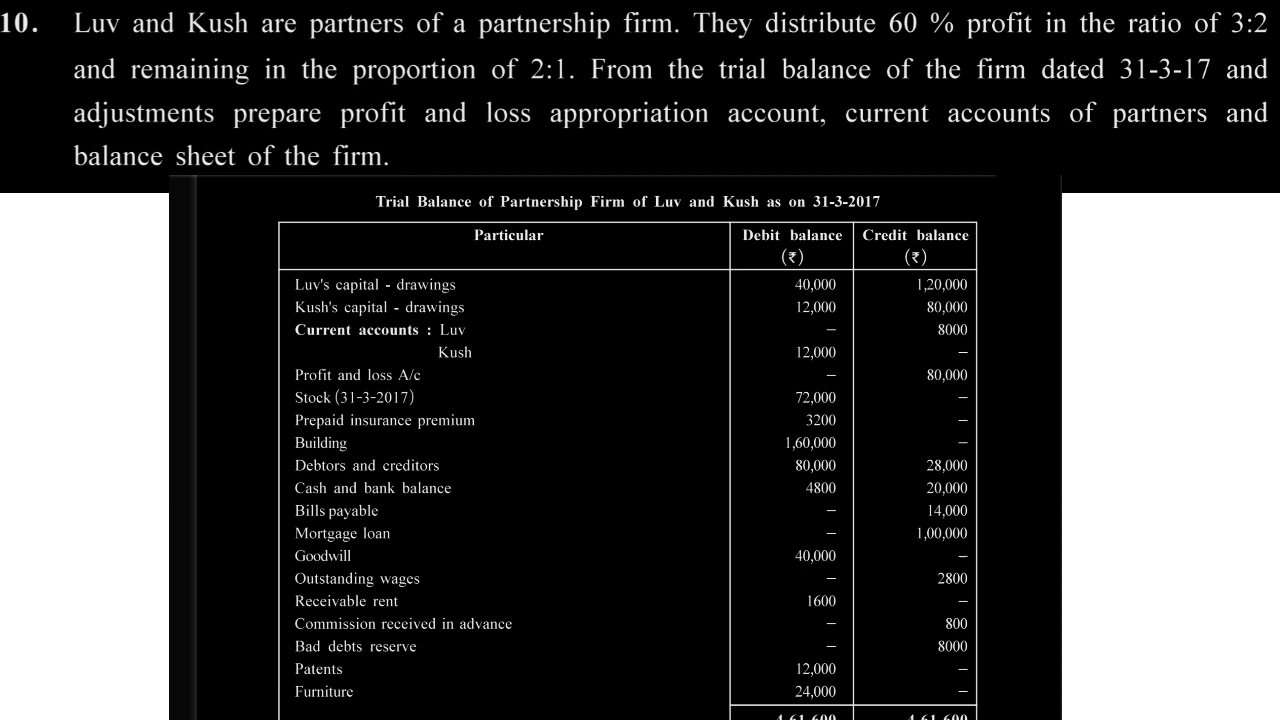 10. Luv and Kush are partners of a partnership firm. They distribute 60 % profit in the ratio of 3:2
and remaining in the proportion of 2:1. From the trial balance of the firm dated 31-3-17 and
adjustments prepare profit and loss appropriation account, current accounts of partners and
balance sheet of the firm.
Trial Balance of Partnership Firm of Luv and Kush as on 31-3-2017
Particular Debit balance Credit balance
(₹) (₹)
Luv's capital - drawings 40,000 1,20,000
Kush's capital - drawings 12,000 80,000
Current accounts : Luv – 8000
Kush 12,000 –
Profit and loss A/c – 80,000
Stock (31-3-2017) 72,000 –
Prepaid insurance premium 3200 –
Building 1,60,000 –
Debtors and creditors 80,000 28,000
Cash and bank balance 4800 20,000
Bills payable – 14,000
Mortgage loan – 1,00,000
Goodwill 40,000 –
Outstanding wages – 2800
Receivable rent 1600 –
Commission received in advance – 800
Bad debts reserve – 8000
Patents 12,000 –
Furniture 24,000 –
4,61,600 4,61,600